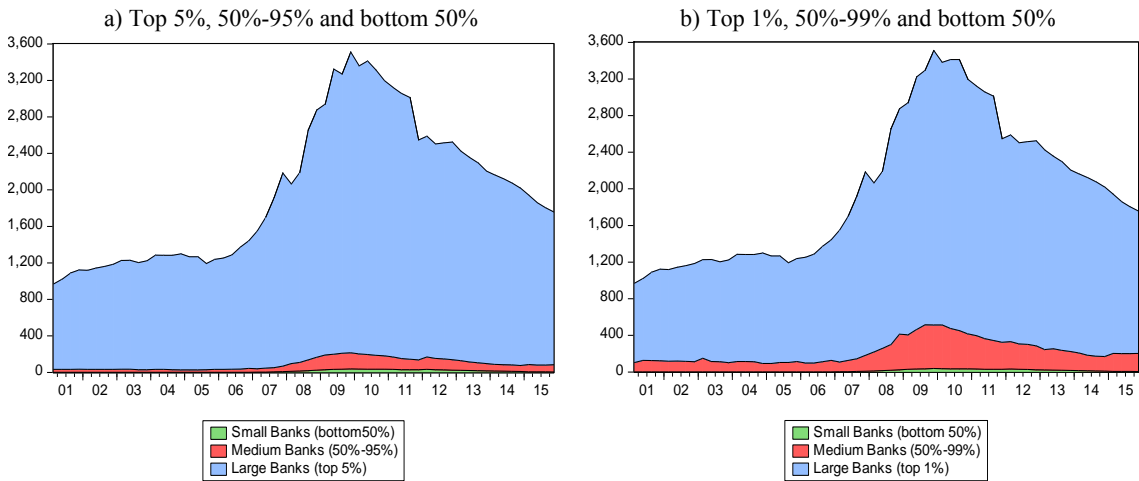 a) Top 5%, 50%-95% and bottom 50%
3,600
3,200
2,800
2,400
2,000
1,600
1,200
800
400
0
01 02 03 04 05 06 07 08 09 10 11 12 13 14 15
Small Banks (bottom50%)
Medium Banks (50%-95%)
Large Banks (top 5%)
b) Top 1%, 50%-99% and bottom 50%
3,600
3,200
2,800
2,400
2,000
1,600
1,200
800
400
0
01 02 03 04 05 06 07 08 09 10 11 12 13 14 15
Small Banks (bottom 50%)
Medium Banks (50%-99%)
Large Banks (top 1%)